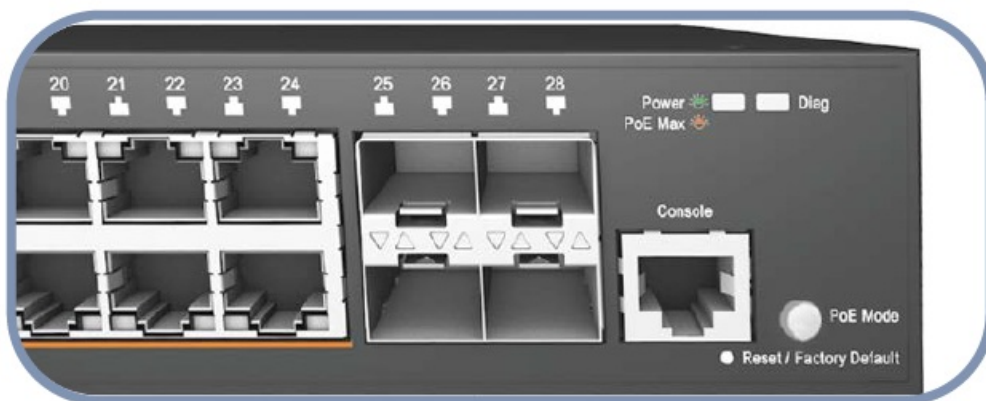 20 21 22 23 24 25 26 27 28
Power Diag
PoE Max
Console
PoE Mode
Reset / Factory Default